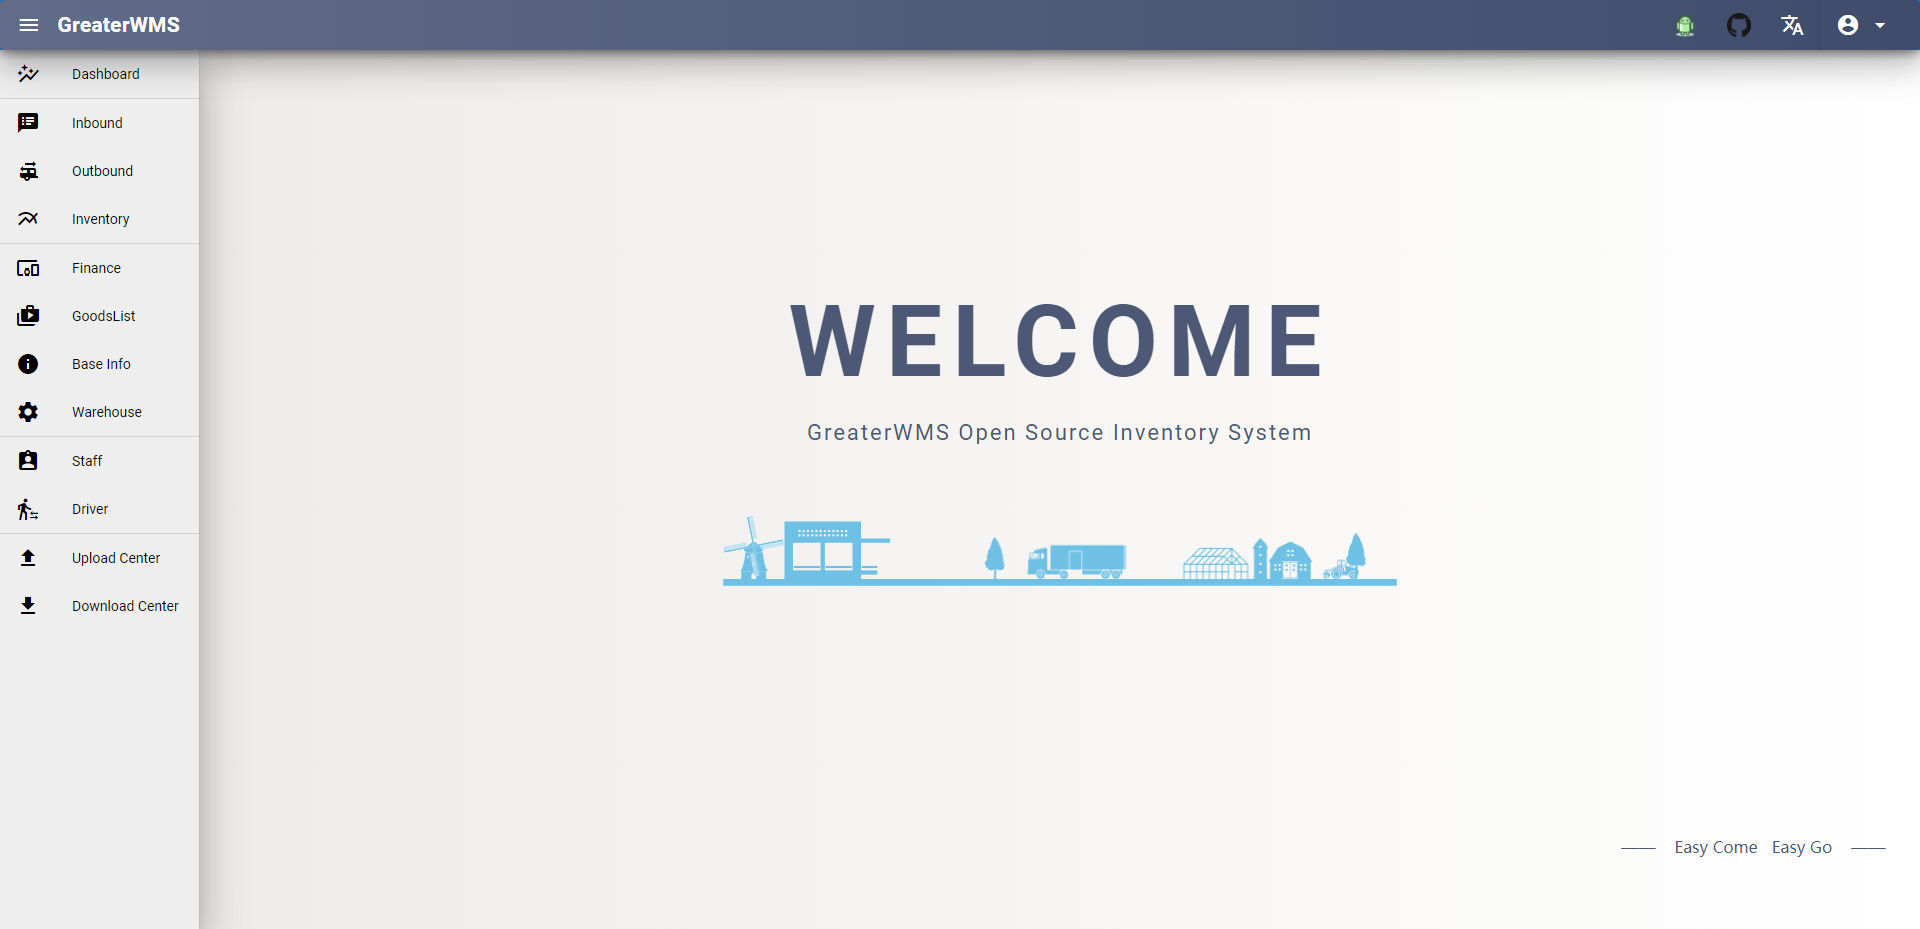 GreaterWMS
Dashboard
Inbound
Outbound
Inventory
Finance
GoodsList
Base Info
Warehouse
Staff
Driver
Upload Center
Download Center
WELCOME
GreaterWMS Open Source Inventory System
—— Easy Come Easy Go ——